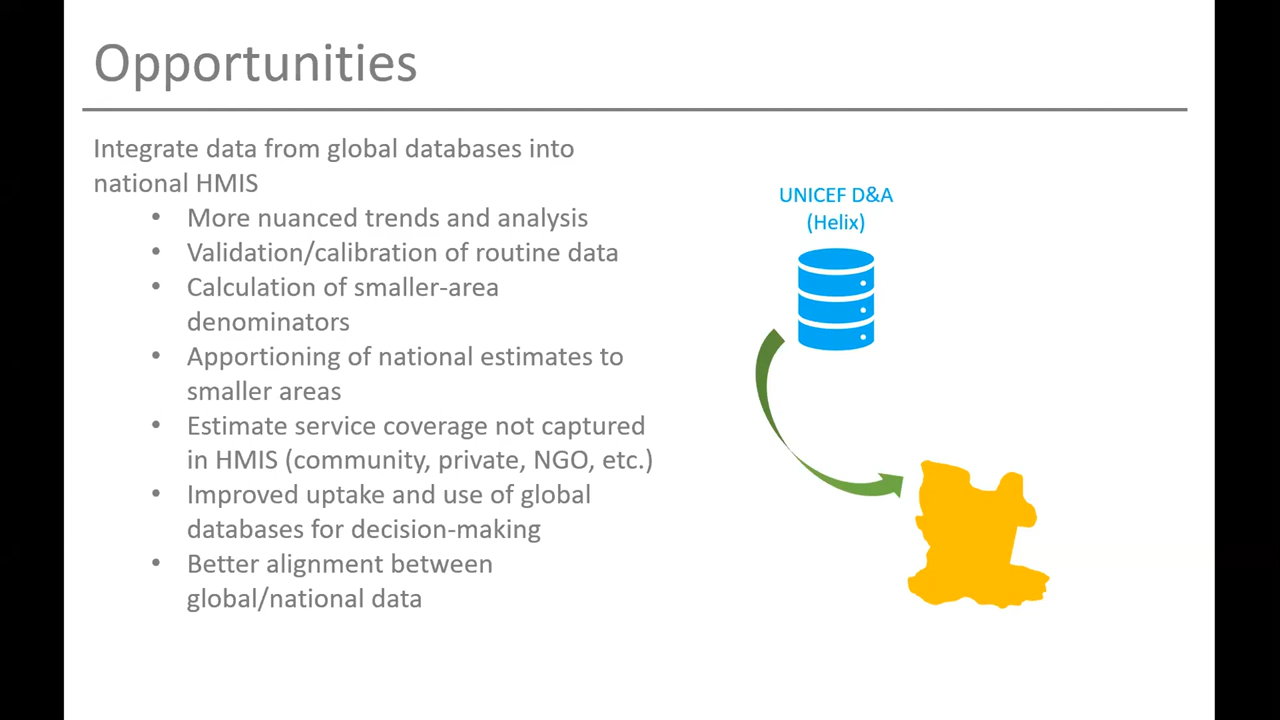 Opportunities
Integrate data from global databases into
national HMIS
• More nuanced trends and analysis
• Validation/calibration of routine data
• Calculation of smaller-area
denominators
• Apportioning of national estimates to
smaller areas
• Estimate service coverage not captured
in HMIS (community, private, NGO, etc.)
• Improved uptake and use of global
databases for decision-making
• Better alignment between
global/national data
UNICEF D&A
(Helix)